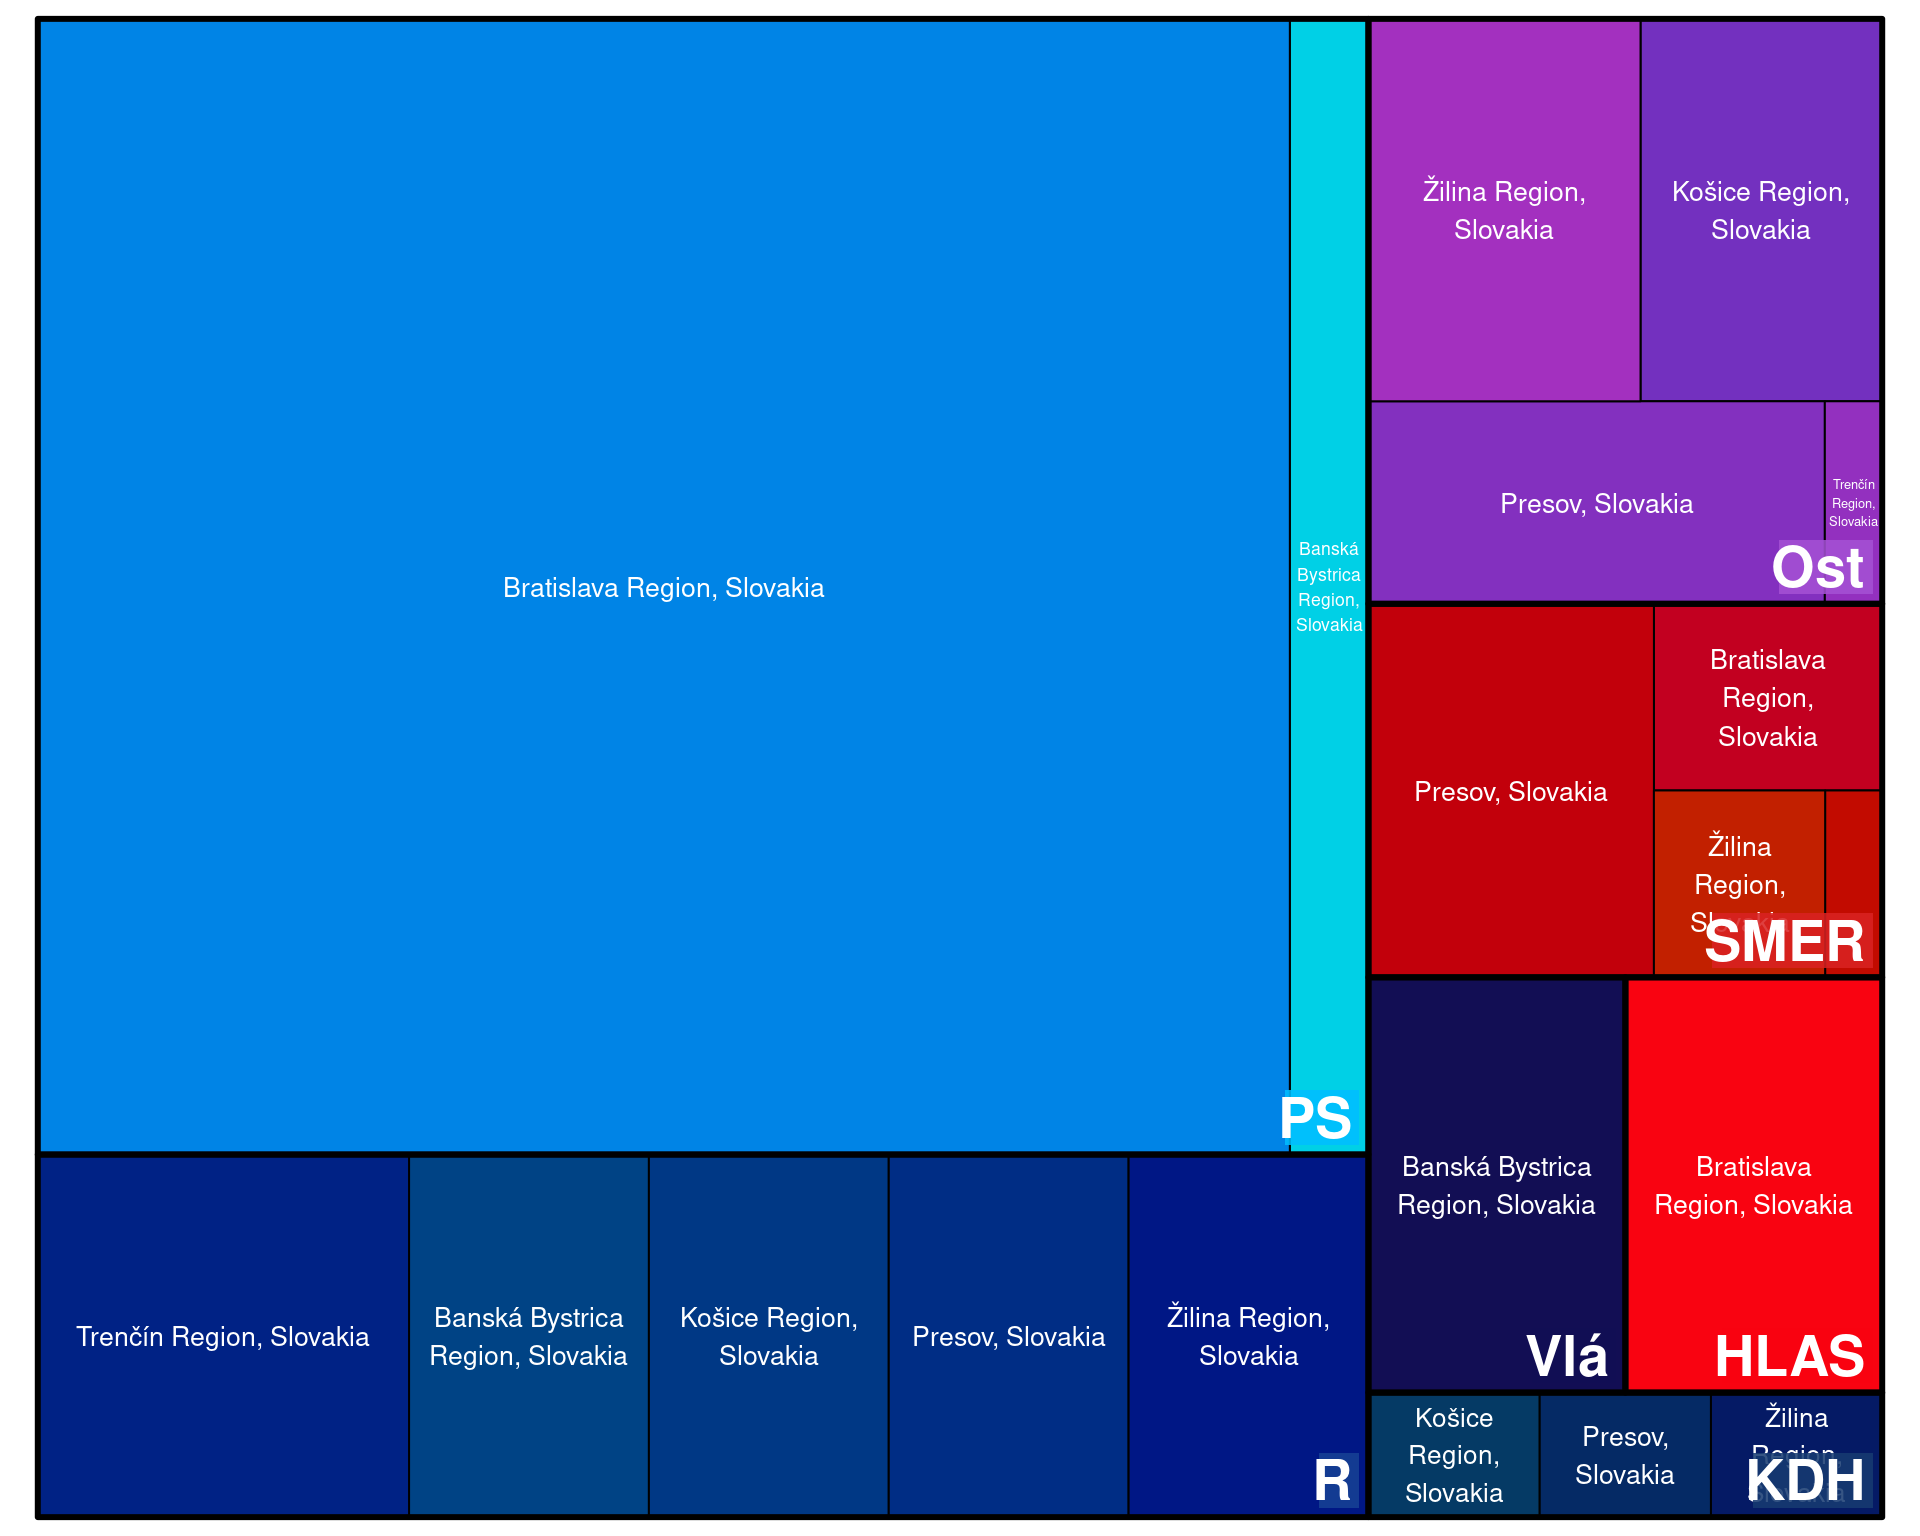 Bratislava Region, Slovakia
Banská
Bystrica
Region,
Slovakia
PS
Trenčín Region, Slovakia
Banská Bystrica
Region, Slovakia
Košice Region,
Slovakia
Presov, Slovakia
Žilina Region,
Slovakia
R
Žilina Region,
Slovakia
Košice Region,
Slovakia
Presov, Slovakia
Trenčín
Region,
Slovakia
Ost
Presov, Slovakia
Bratislava
Region,
Slovakia
Žilina
Region,
Slovakia
SMER
Banská Bystrica
Region, Slovakia
Vlá
Bratislava
Region, Slovakia
HLAS
Košice
Region,
Slovakia
Presov,
Slovakia
Žilina
Region,
Slovakia
KDH